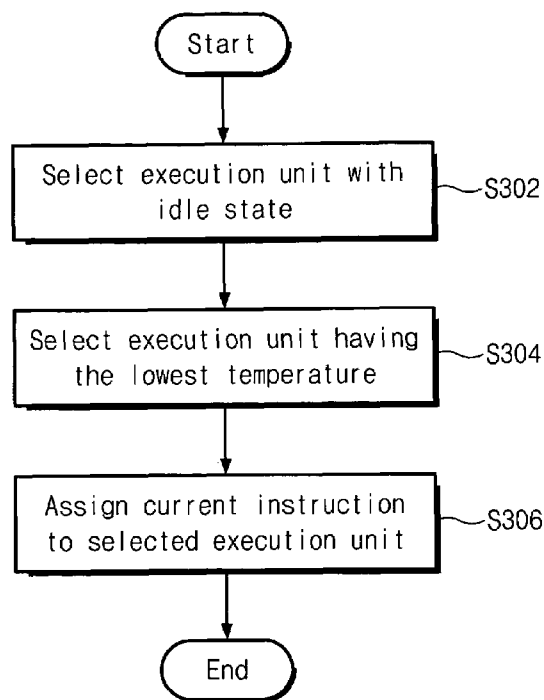 Start
Select execution unit with
idle state
S302
Select execution unit having
the lowest temperature
S304
Assign current instruction
to selected execution unit
S306
End